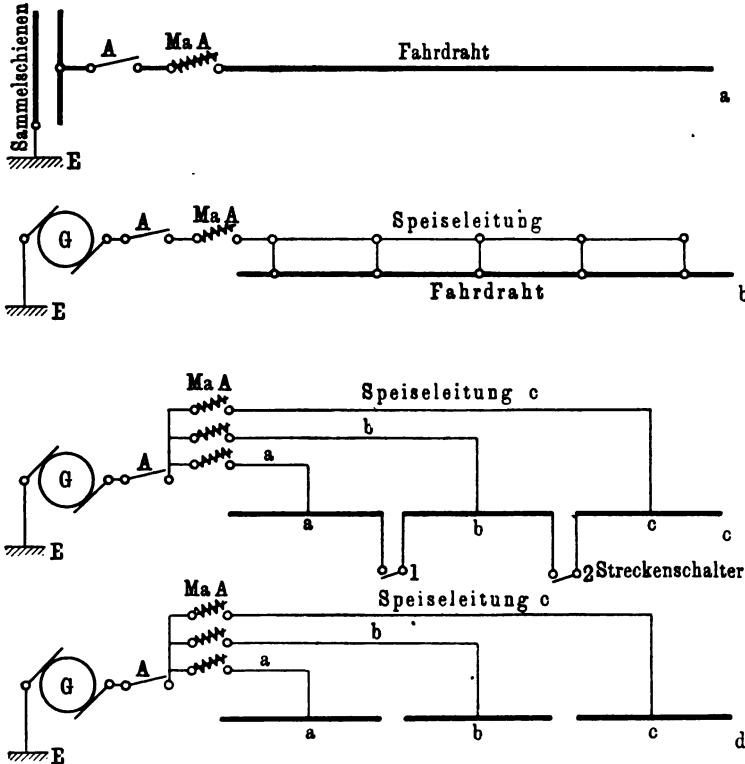 Sammelschienen
A
Ma A
Fahrdraht
a
E
G
A
Ma A
Speiseleitung
Fahrdraht
E
b
Ma A
Speiseleitung c
b
a
A
G
a
b
c
c
E
1
2 Streckenschalter
Ma A
Speiseleitung c
b
a
A
G
a
b
c
d
E